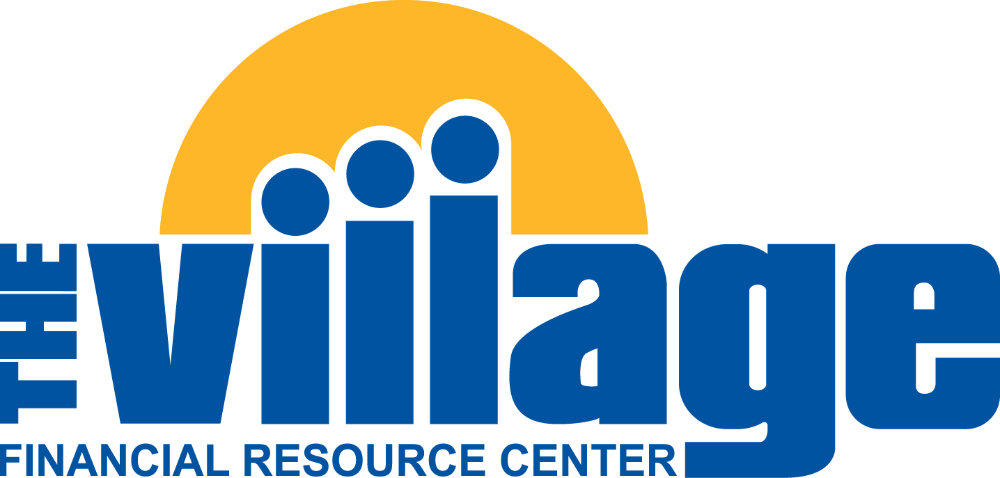 THE village
FINANCIAL RESOURCE CENTER